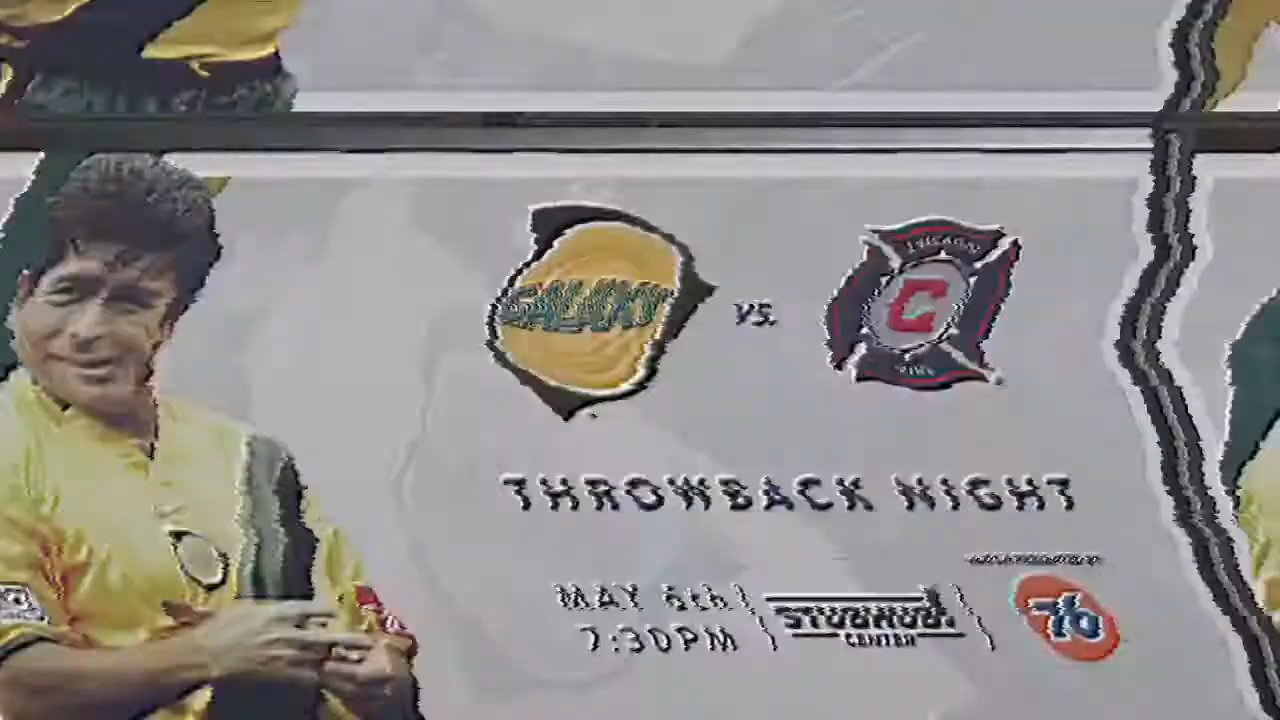 GALAXY
VS.
CHICAGO
C
FIRE
THROWBACK NIGHT
MAY 6th
7:30PM
STUBHUB!
CENTER
76